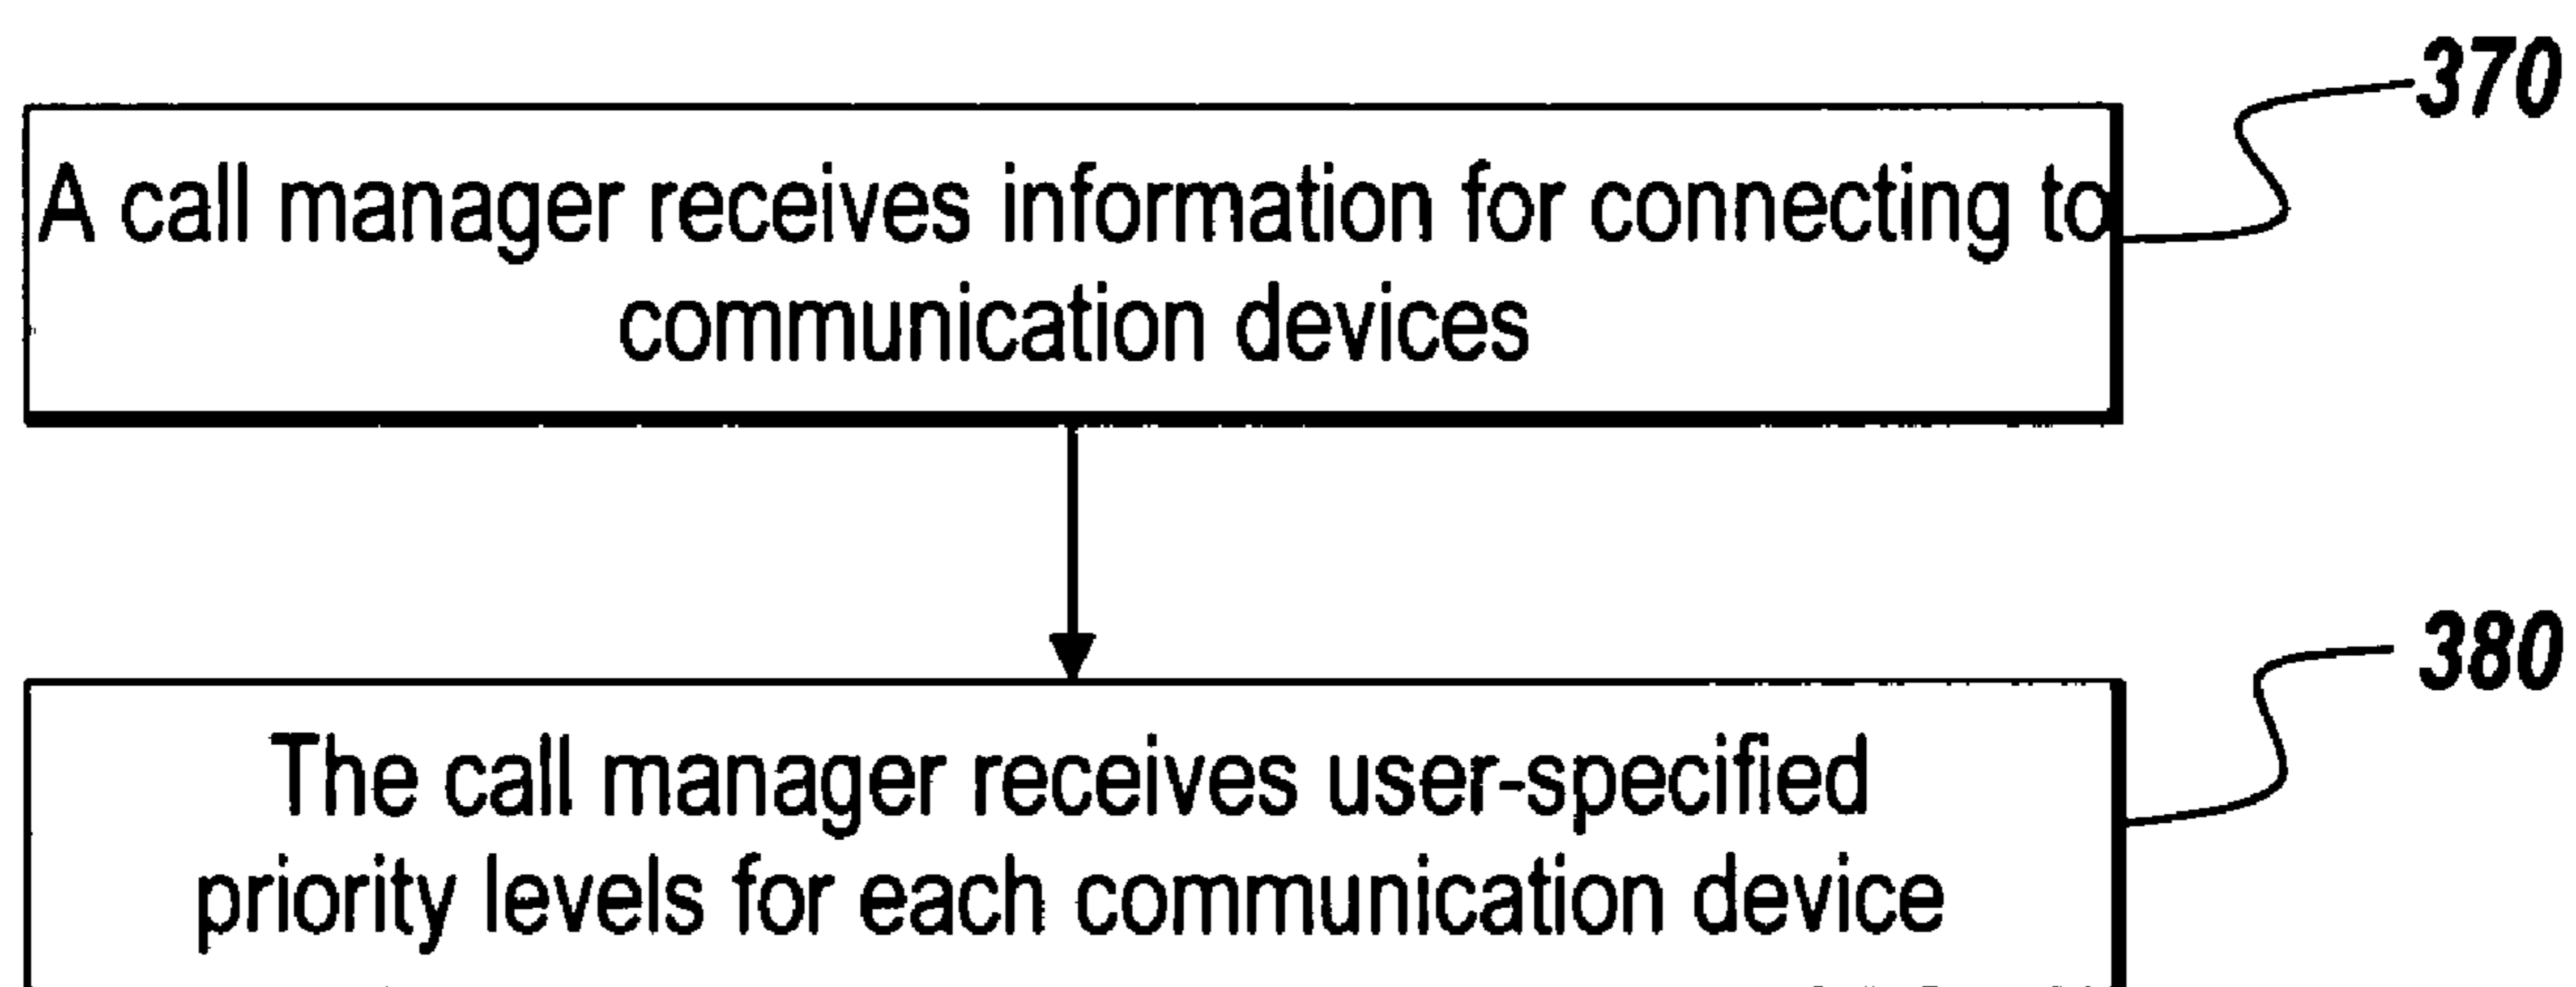 370
A call manager receives information for connecting to
communication devices
380
The call manager receives user-specified
priority levels for each communication device